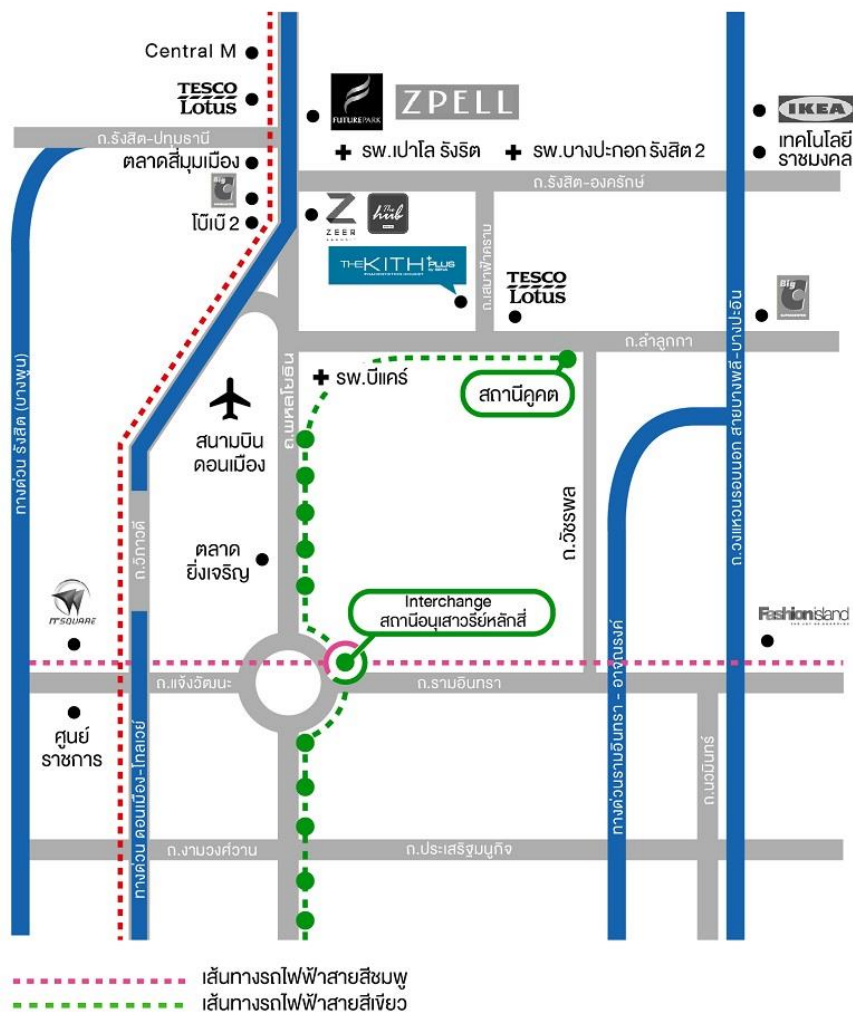 Central M
TESCO
Lotus
FUTUREPARK
ZPELL
IKEA
ถ.รังสิต-ปทุมธานี
ตลาดสี่มุมเมือง
รพ.เปาโล รังริต
รพ.บางปะกอก รังสิต 2
เทคโนโลยี
ราชมงคล
ถ.รังสิต-องครักษ์
Big
C
โบ๊เบ๊ 2
Z
ZEER
The
hub
THE KITH +PLUS
by SENA
ถ.เสมาฟ้าคราม
TESCO
Lotus
Big
C
ถ.ลำลูกกา
รพ.บีแคร์
สถานีคูคต
ทางด่วน รังสิต (บางพูน)
สนามบิน
ดอนเมือง
ถ.พหลโยธิน
ถ.วงแหวนรอบนอก สายบางพลี-บางปะอิน
ถ.วิภาวดี
ตลาด
ยิ่งเจริญ
ถ.วัชรพล
IT SQUARE
Interchange
สถานีอนุเสาวรีย์หลักสี่
Fashion island
ถ.แจ้งวัฒนะ
ถ.รามอินทรา
ศูนย์
ราชการ
ทางด่วน ดอนเมือง-โทลเวย์
ทางด่วนรามอินทรา - อาจณรงค์
ถ.นวมินทร์
ถ.งามวงศ์วาน
ถ.ประเสริฐมนูกิจ
เส้นทางรถไฟฟ้าสายสีชมพู
เส้นทางรถไฟฟ้าสายสีเขียว